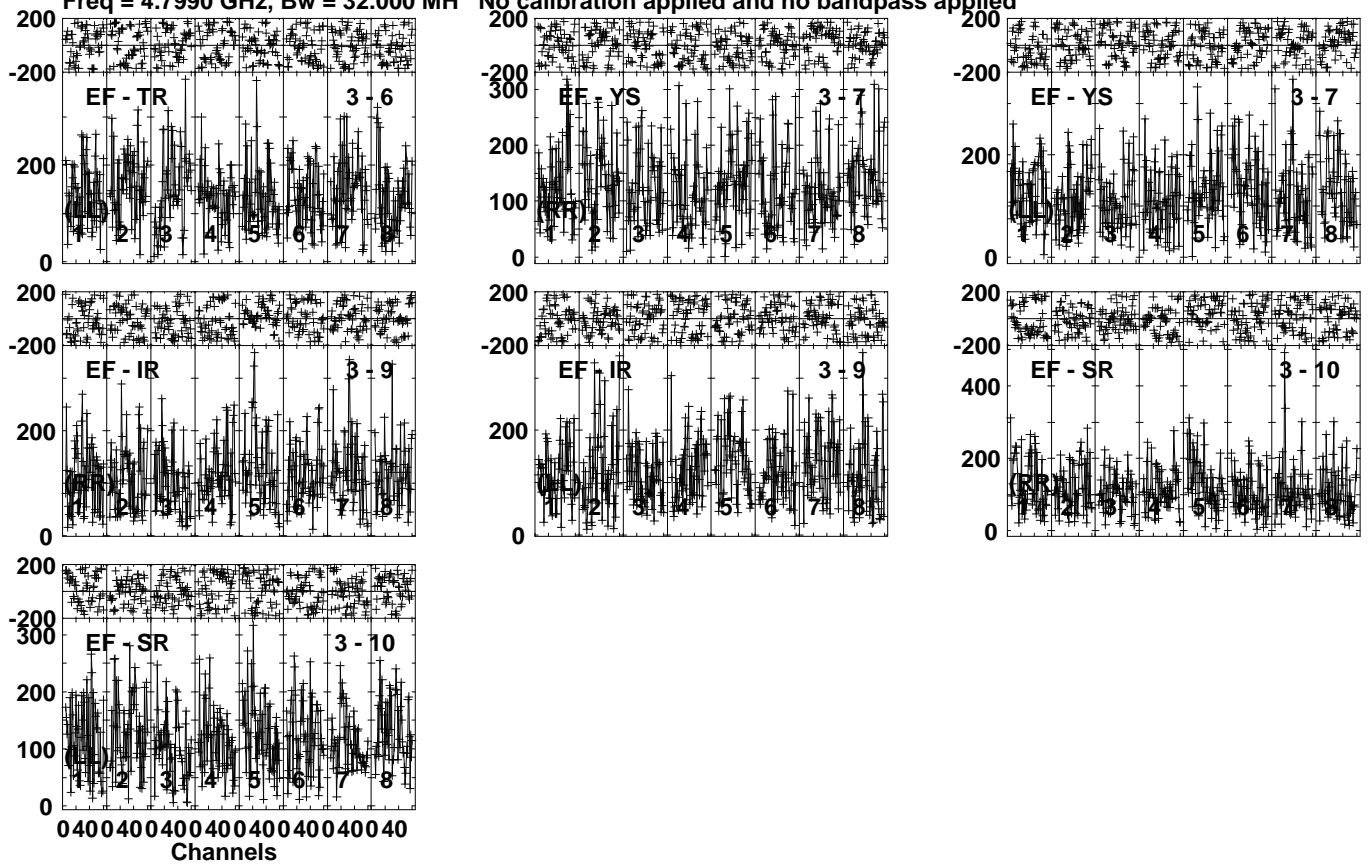 Freq = 4.7990 GHz, Bw = 32.000 MH No calibration applied and no bandpass applied
200
-200
EF - TR 3 - 6
200
(LL)
1 2 3 4 5 6 7 8
0
200
-200
300
EF - YS 3 - 7
200
100
(RR)
1 2 3 4 5 6 7 8
0
200
-200
EF - YS 3 - 7
200
(LL)
1 2 3 4 5 6 7 8
0
200
-200
EF - IR 3 - 9
200
(RR)
1 2 3 4 5 6 7 8
0
200
-200
EF - IR 3 - 9
200
(LL)
1 2 3 4 5 6 7 8
0
200
-200
EF - SR 3 - 10
400
200
(RR)
1 2 3 4 5 6 7 8
0
200
-200
300
EF - SR 3 - 10
200
100
(LL)
1 2 3 4 5 6 7 8
0
0 40 0 40 0 40 0 40 0 40 0 40 0 40 0 40
Channels